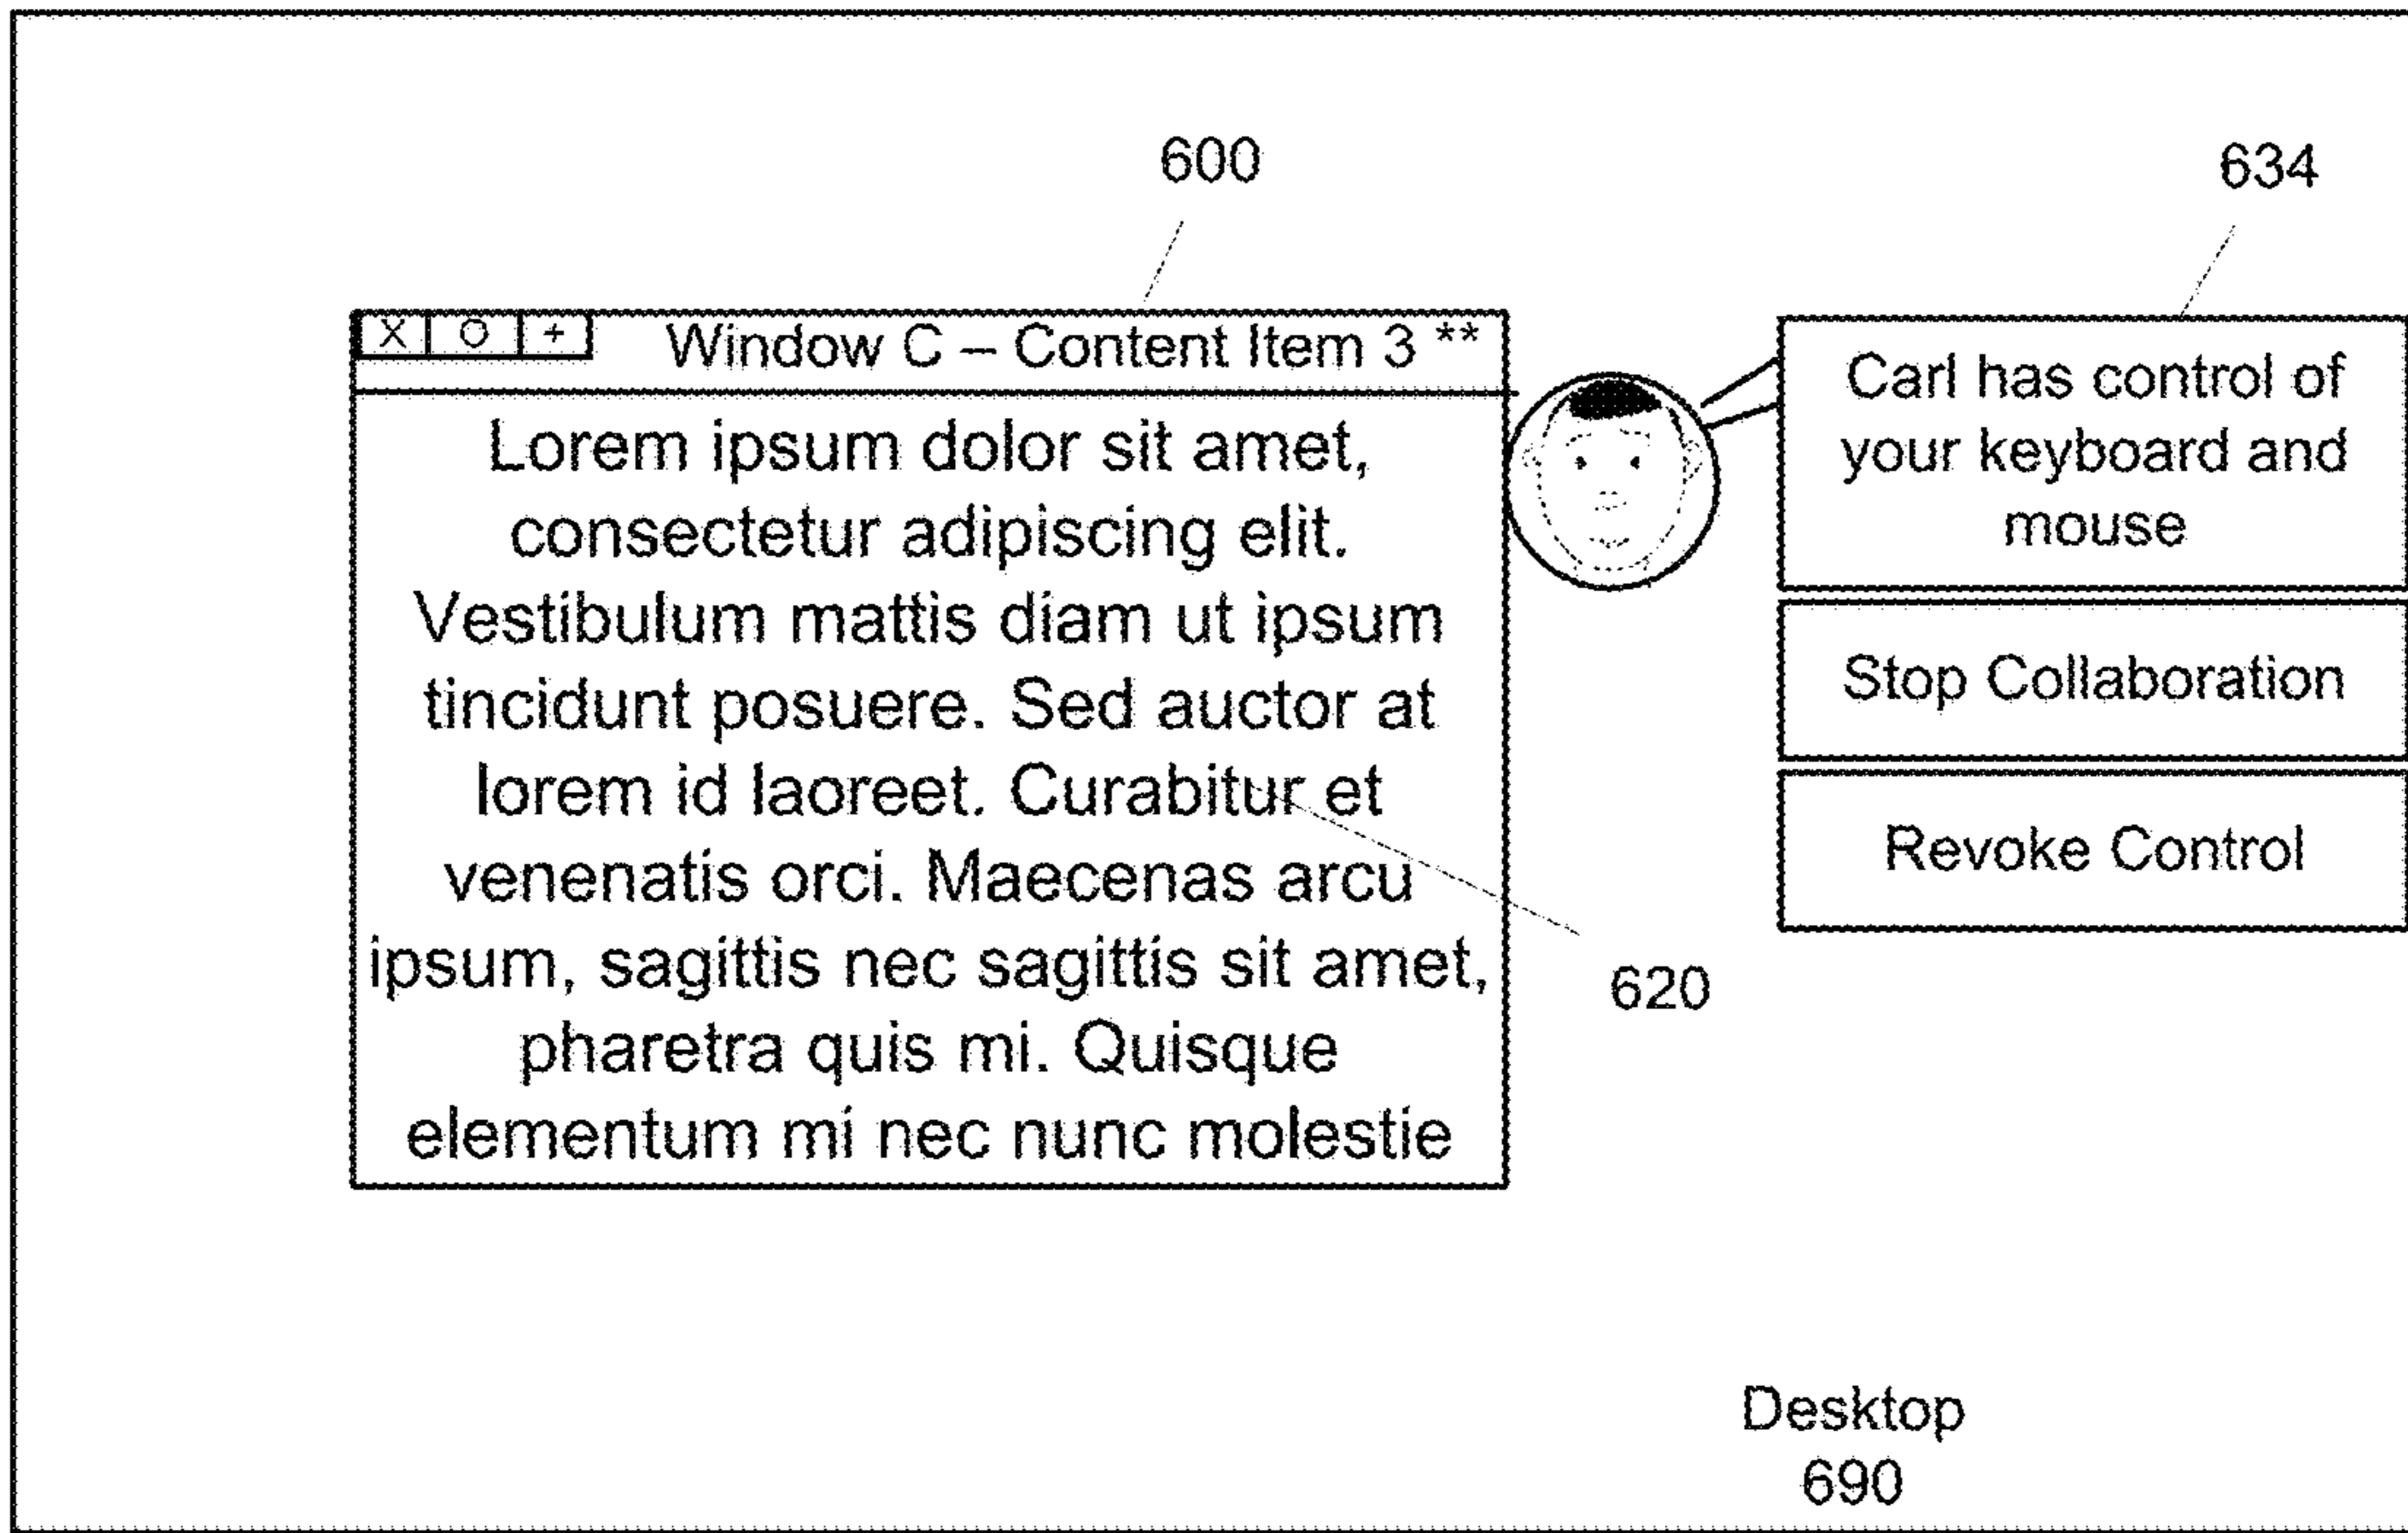 600
634
X O +
Window C – Content Item 3 **
Lorem ipsum dolor sit amet,
consectetur adipiscing elit.
Vestibulum mattis diam ut ipsum
tincidunt posuere. Sed auctor at
lorem id laoreet. Curabitur et
venenatis orci. Maecenas arcu
ipsum, sagittis nec sagittis sit amet,
pharetra quis mi. Quisque
elementum mi nec nunc molestie
Carl has control of
your keyboard and
mouse
Stop Collaboration
Revoke Control
620
Desktop
690